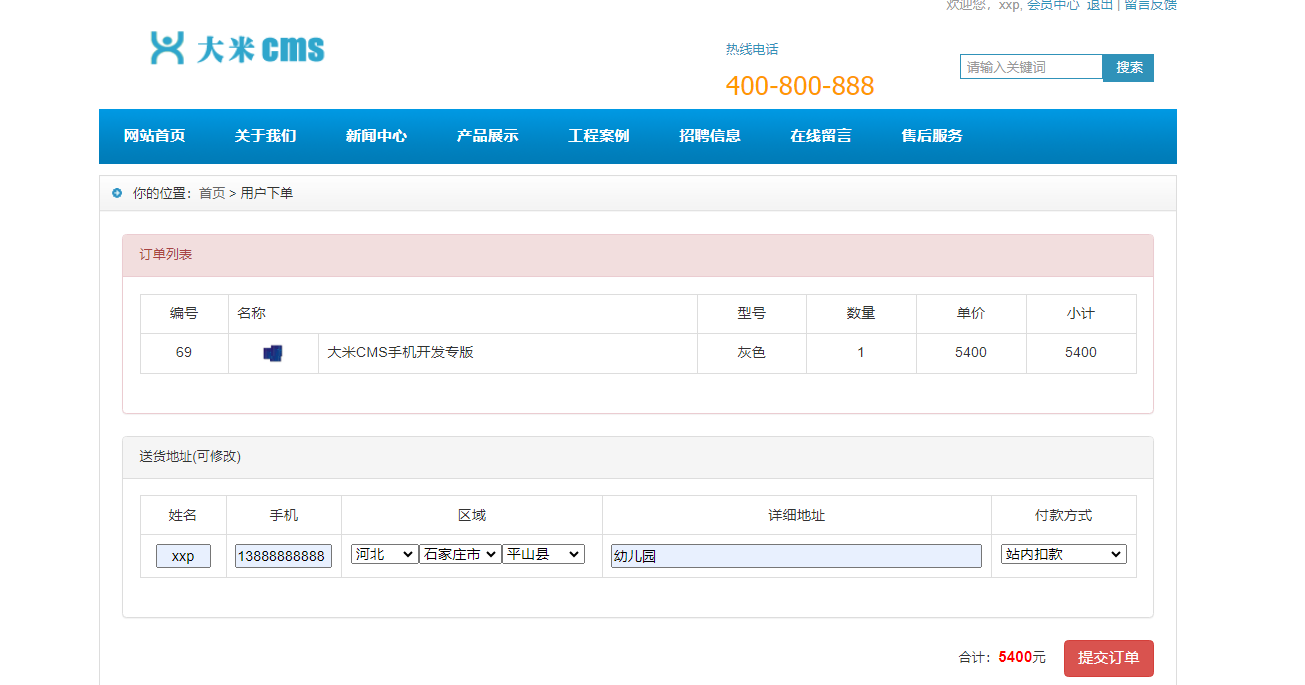 欢迎您，xxp, 会员中心 退出 | 留言反馈
大米cms
热线电话
400-800-888
请输入关键词 搜索
网站首页 关于我们 新闻中心 产品展示 工程案例 招聘信息 在线留言 售后服务
你的位置：首页 > 用户下单
订单列表
编号 名称 型号 数量 单价 小计
69 大米CMS手机开发专版 灰色 1 5400 5400
送货地址(可修改)
姓名 手机 区域 详细地址 付款方式
xxp 13888888888 河北 石家庄市 平山县 幼儿园 站内扣款
合计：5400元 提交订单